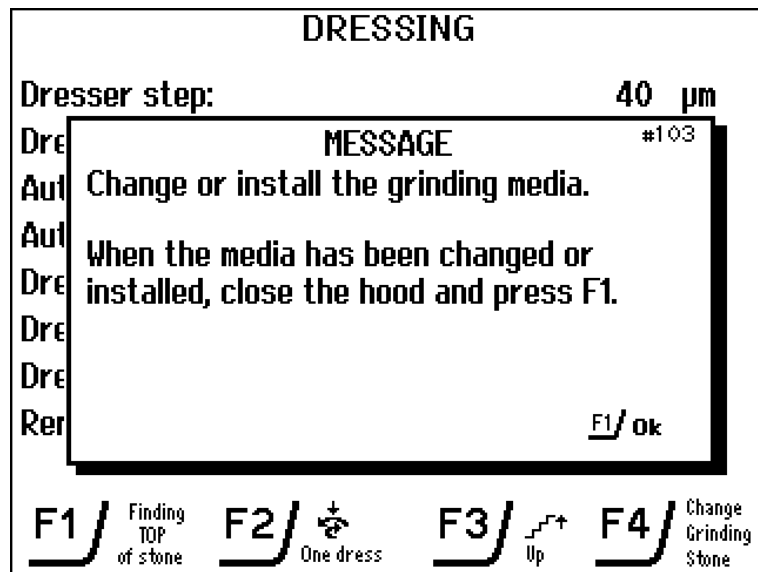 DRESSING
Dresser step: 40 µm
Dre
MESSAGE #103
Aut
Change or install the grinding media.
Aut
When the media has been changed or
Dre
installed, close the hood and press F1.
Dre
Dre
Rem
F1 Ok
F1 Finding TOP of stone
F2 One dress
F3 Up
F4 Change Grinding Stone